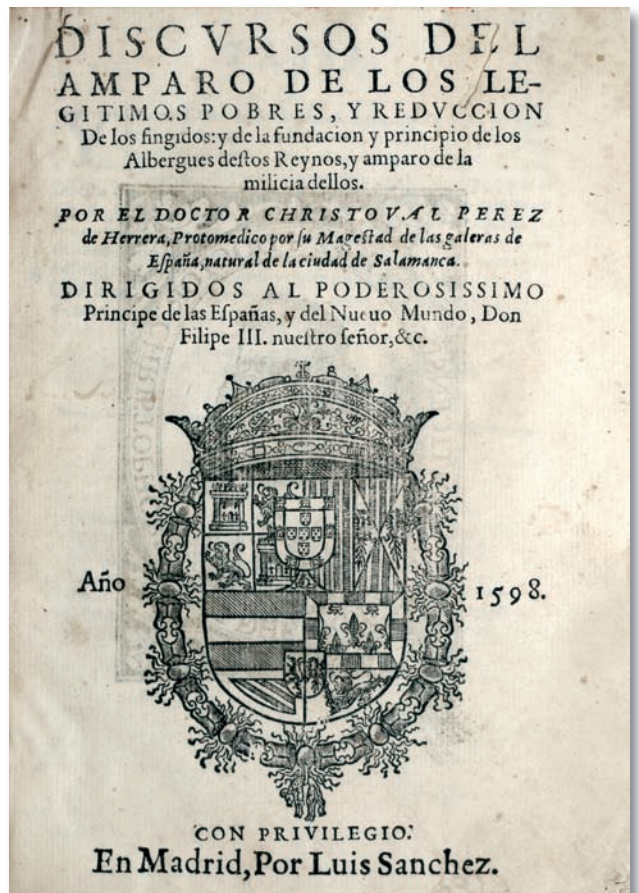 DISCVRSOS DEL
AMPARO DE LOS LE-
GITIMOS POBRES, Y REDVCCION
De los fingidos: y de la fundacion y principio de los
Albergues deſtos Reynos, y amparo de la
milicia dellos.
POR EL DOCTOR CHRISTOVAL PEREZ
de Herrera, Protomedico por ſu Mageſtad de las galeras de
Eſpaña, natural de la ciudad de Salamanca.
DIRIGIDOS AL PODEROSISSIMO
Principe de las Eſpañas, y del Nueuo Mundo, Don
Filipe III. nueſtro ſeñor, &c.
Año 1598.
CON PRIVILEGIO.
En Madrid, Por Luis Sanchez.